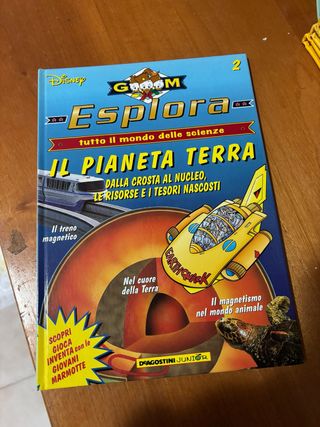 Disney
2
GM
Esplora
tutto il mondo delle scienze
IL PIANETA TERRA
DALLA CROSTA AL NUCLEO,
LE RISORSE E I TESORI NASCOSTI
Il treno
magnetico
Nel cuore
della Terra
Il magnetismo
nel mondo animale
SCOPRI
GIOCA
INVENTA con le
GIOVANI
MARMOTTE
DEAGOSTINI JUNIOR